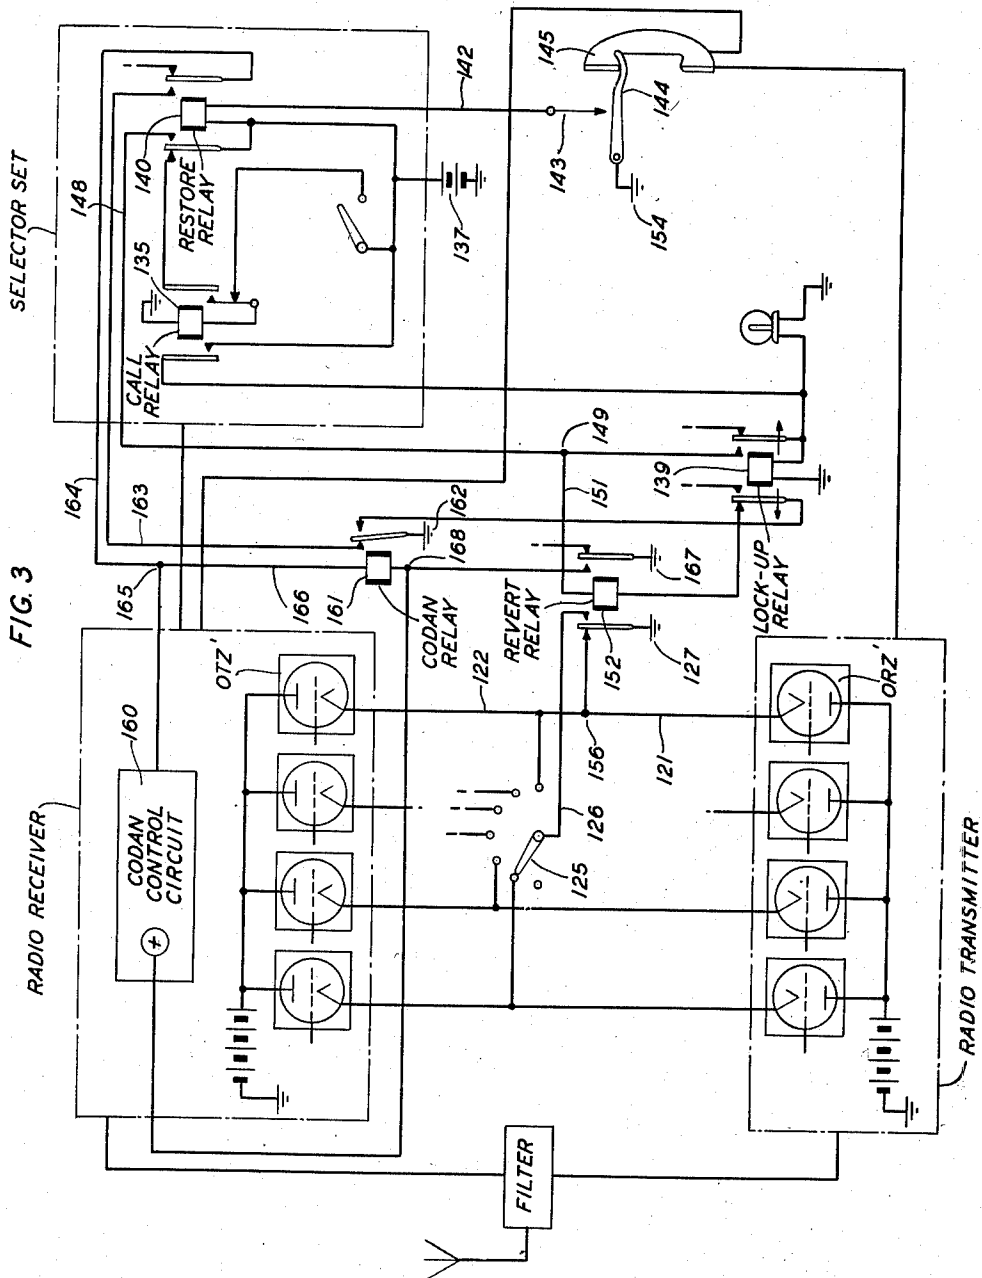 FIG. 3
SELECTOR SET
148
140
RESTORE
RELAY
135
CALL
RELAY
137
142
143
145
144
154
164
163
162
149
151
139
165
166
161
168
CODAN
RELAY
REVERT
RELAY
167
152
127
LOCK-UP
RELAY
RADIO RECEIVER
160
CODAN
CONTROL
CIRCUIT
+
OTZ'
122
156
121
126
125
ORZ'
RADIO TRANSMITTER
FILTER